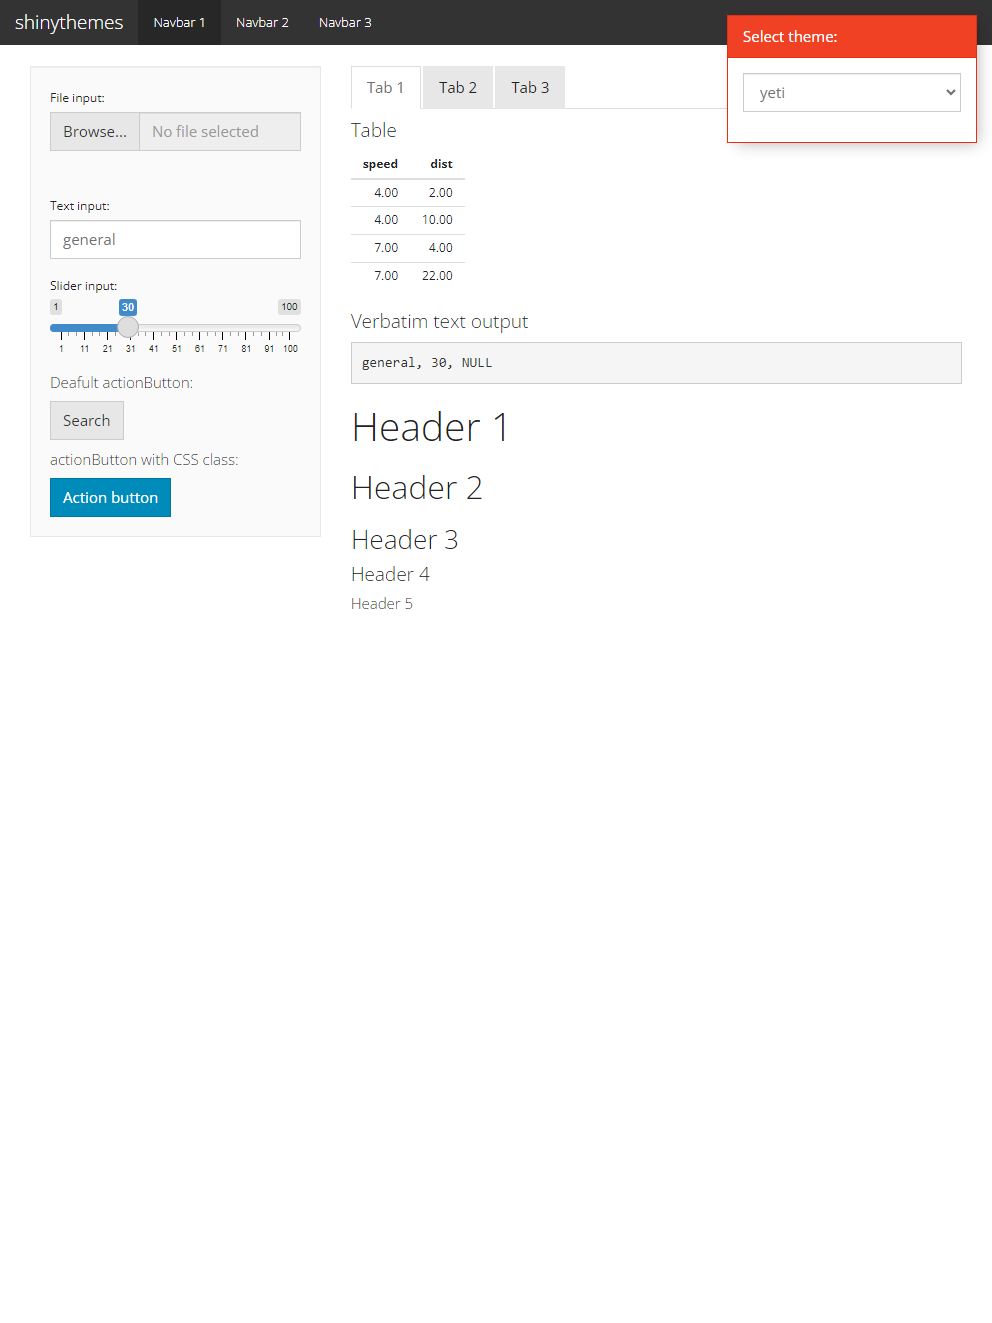 shinythemes Navbar 1 Navbar 2 Navbar 3
Select theme:
yeti
File input:
Browse... No file selected
Text input:
general
Slider input:
1 30 100
1 11 21 31 41 51 61 71 81 91 100
Deafult actionButton:
Search
actionButton with CSS class:
Action button
Tab 1 Tab 2 Tab 3
Table
speed dist
4.00 2.00
4.00 10.00
7.00 4.00
7.00 22.00
Verbatim text output
general, 30, NULL
Header 1
Header 2
Header 3
Header 4
Header 5